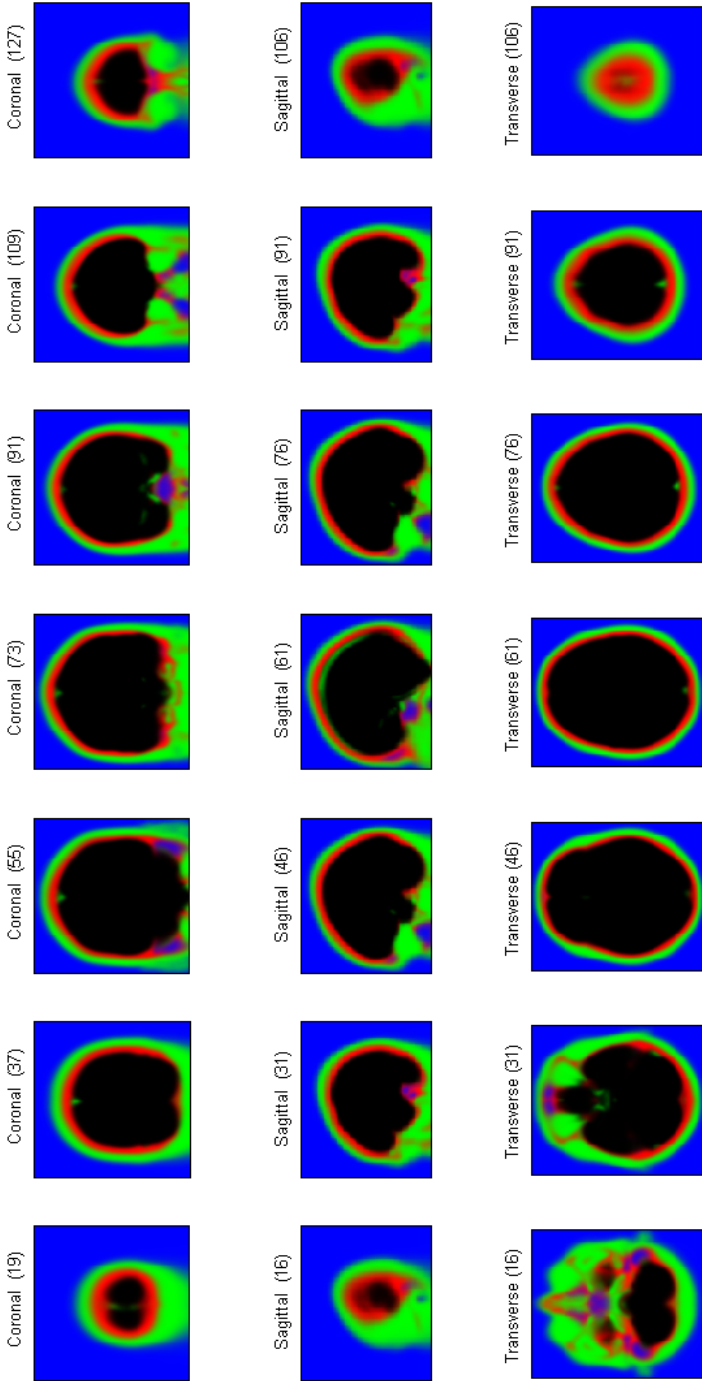 Coronal (19)
Coronal (37)
Coronal (55)
Coronal (73)
Coronal (91)
Coronal (109)
Coronal (127)
Sagittal (16)
Sagittal (31)
Sagittal (46)
Sagittal (61)
Sagittal (76)
Sagittal (91)
Sagittal (106)
Transverse (16)
Transverse (31)
Transverse (46)
Transverse (61)
Transverse (76)
Transverse (91)
Transverse (106)